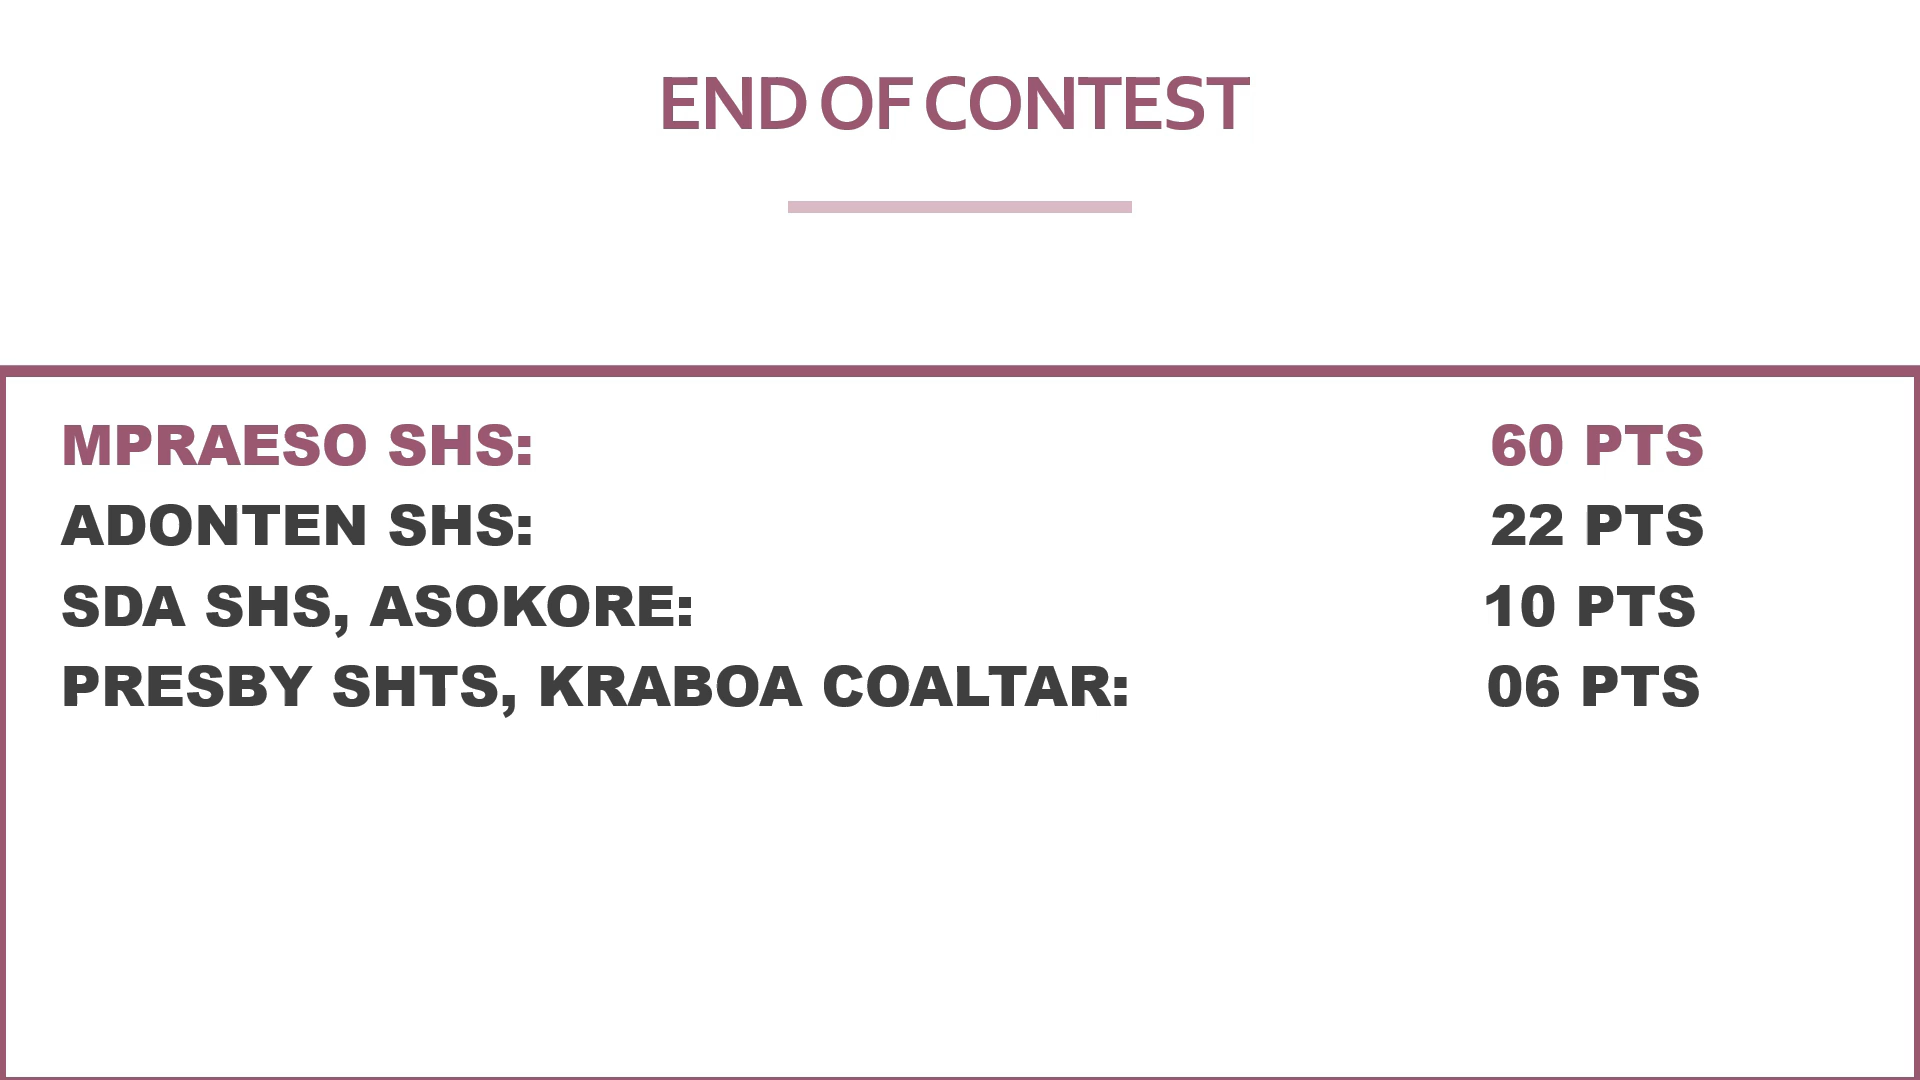 END OF CONTEST
MPRAESO SHS: 60 PTS
ADONTEN SHS: 22 PTS
SDA SHS, ASOKORE: 10 PTS
PRESBY SHTS, KRABOA COALTAR: 06 PTS